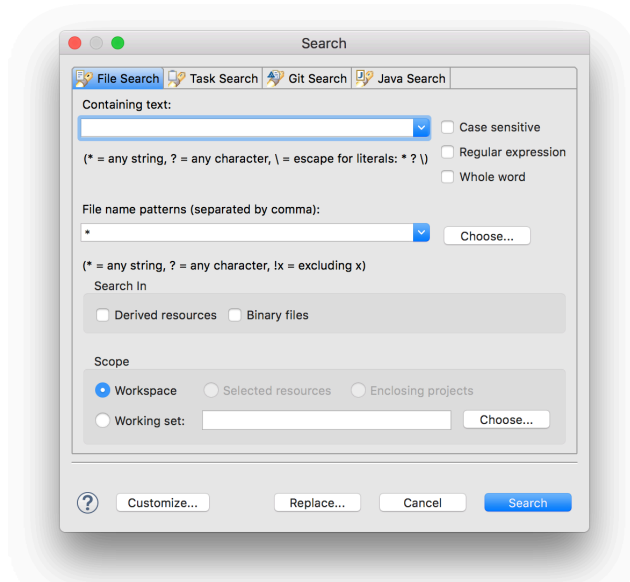 Search
File Search Task Search Git Search Java Search
Containing text:
Case sensitive
(* = any string, ? = any character, \ = escape for literals: * ? \)
Regular expression
Whole word
File name patterns (separated by comma):
*
Choose...
(* = any string, ? = any character, !x = excluding x)
Search In
Derived resources Binary files
Scope
Workspace Selected resources Enclosing projects
Working set: Choose...
? Customize... Replace... Cancel Search